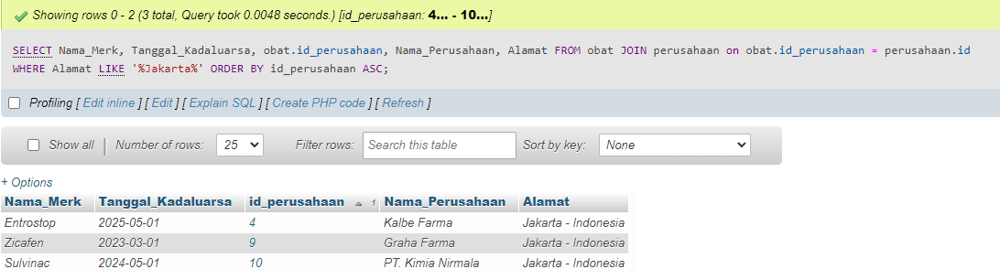 Showing rows 0 - 2 (3 total, Query took 0.0048 seconds.) [id_perusahaan: 4... - 10...]
SELECT Nama_Merk, Tanggal_Kadaluarsa, obat.id_perusahaan, Nama_Perusahaan, Alamat FROM obat JOIN perusahaan on obat.id_perusahaan = perusahaan.id
WHERE Alamat LIKE '%Jakarta%' ORDER BY id_perusahaan ASC;
Profiling [ Edit inline ] [ Edit ] [ Explain SQL ] [ Create PHP code ] [ Refresh ]
Show all | Number of rows: 25 Filter rows: Search this table Sort by key: None
+ Options
Nama_Merk Tanggal_Kadaluarsa id_perusahaan 1 Nama_Perusahaan Alamat
Entrostop 2025-05-01 4 Kalbe Farma Jakarta - Indonesia
Zicafen 2023-03-01 9 Graha Farma Jakarta - Indonesia
Sulvinac 2024-05-01 10 PT. Kimia Nirmala Jakarta - Indonesia